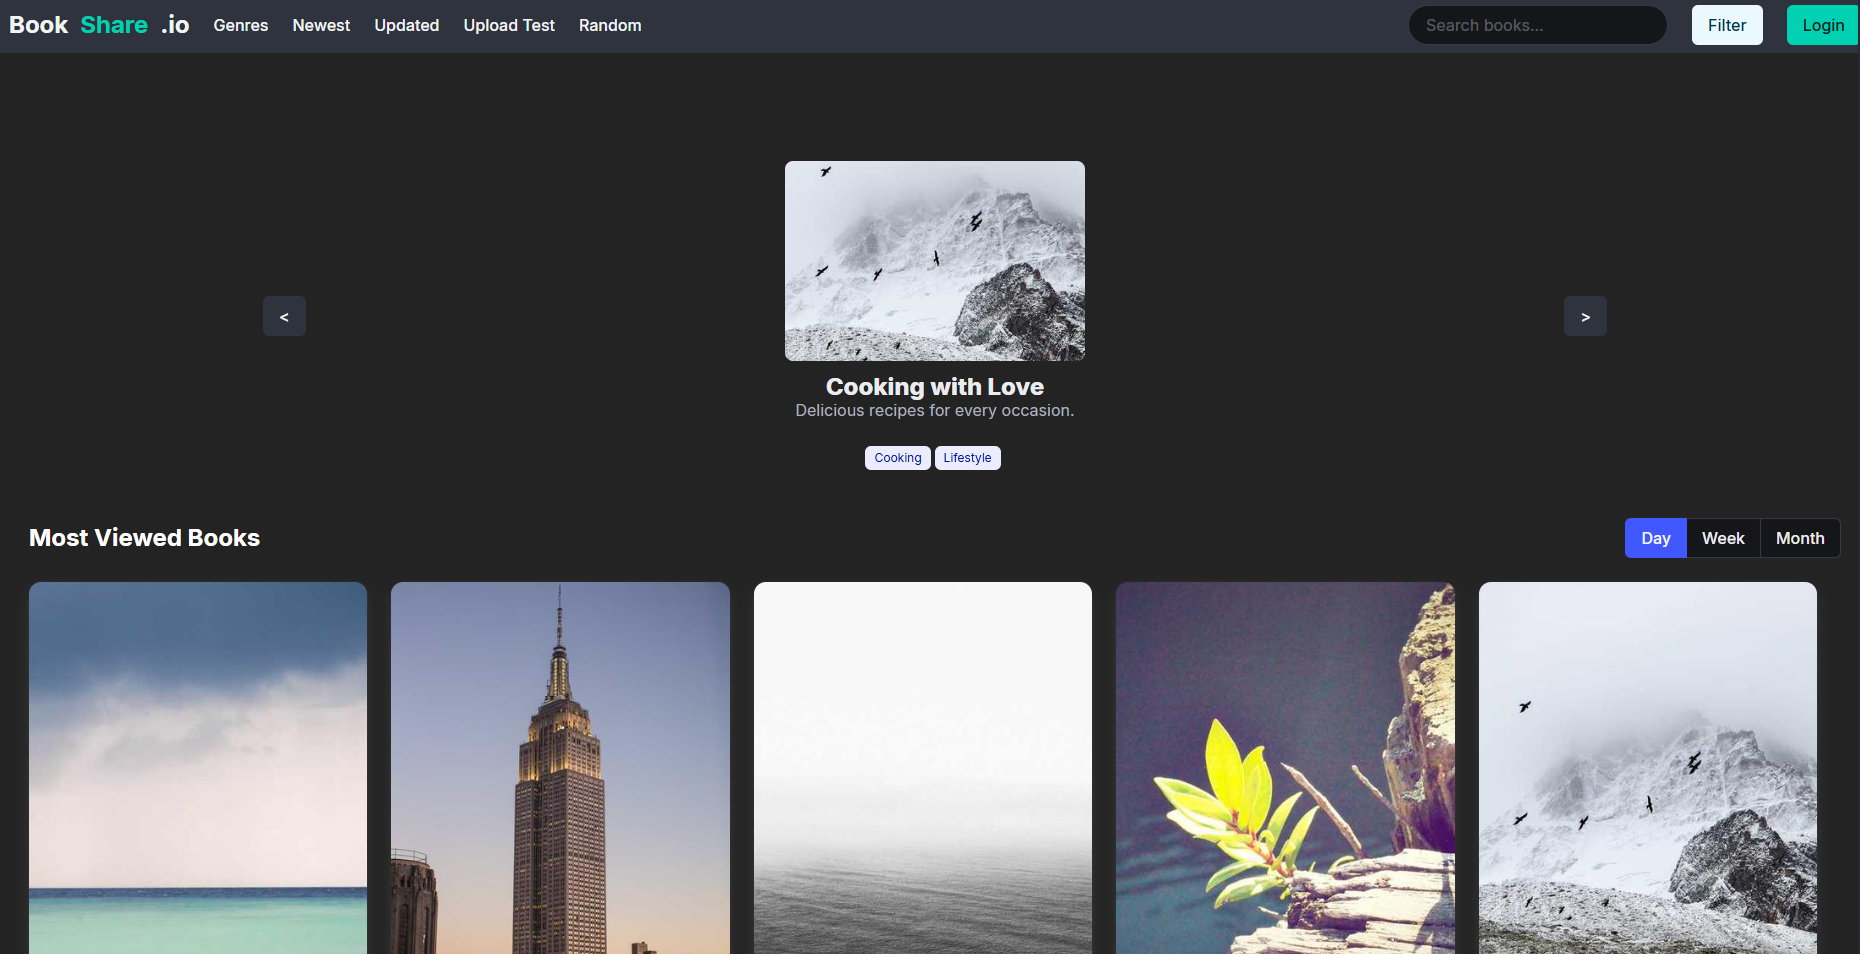 Book Share .io Genres Newest Updated Upload Test Random Search books... Filter Login
< >
Cooking with Love
Delicious recipes for every occasion.
Cooking Lifestyle
Most Viewed Books Day Week Month